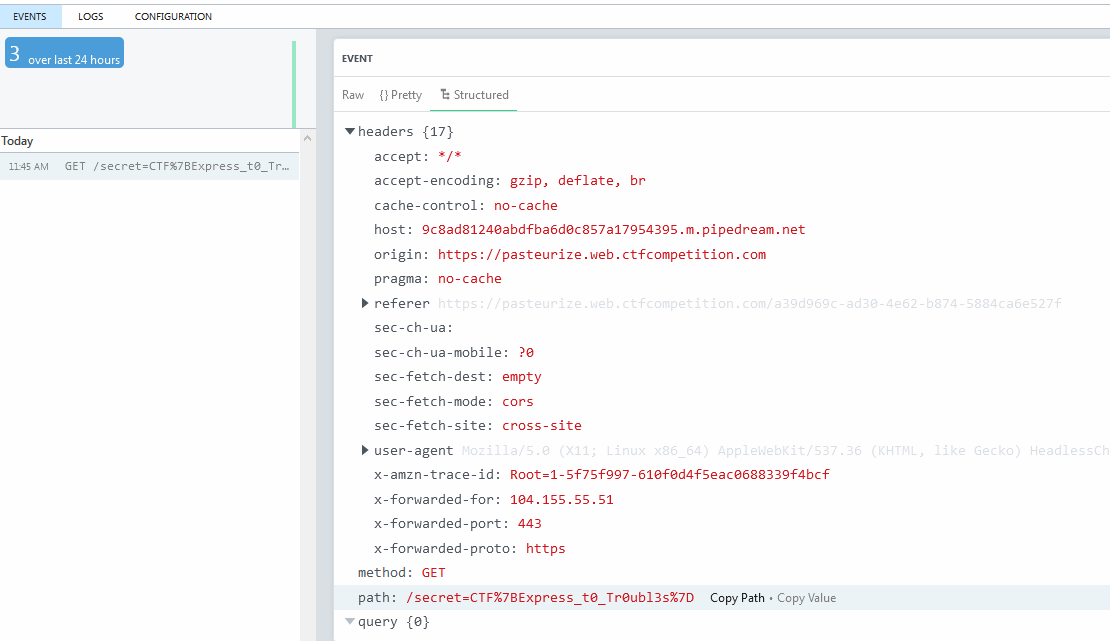 EVENTS LOGS CONFIGURATION
3 over last 24 hours
Today
11:45 AM GET /secret=CTF%7BExpress_t0_Tr…
EVENT
Raw {} Pretty Structured
headers {17}
accept: */*
accept-encoding: gzip, deflate, br
cache-control: no-cache
host: 9c8ad81240abdfba6d0c857a17954395.m.pipedream.net
origin: https://pasteurize.web.ctfcompetition.com
pragma: no-cache
referer https://pasteurize.web.ctfcompetition.com/a39d969c-ad30-4e62-b874-5884ca6e527f
sec-ch-ua:
sec-ch-ua-mobile: ?0
sec-fetch-dest: empty
sec-fetch-mode: cors
sec-fetch-site: cross-site
user-agent Mozilla/5.0 (X11; Linux x86_64) AppleWebKit/537.36 (KHTML, like Gecko) HeadlessCh
x-amzn-trace-id: Root=1-5f75f997-610f0d4f5eac0688339f4bcf
x-forwarded-for: 104.155.55.51
x-forwarded-port: 443
x-forwarded-proto: https
method: GET
path: /secret=CTF%7BExpress_t0_Tr0ubl3s%7D Copy Path • Copy Value
query {0}